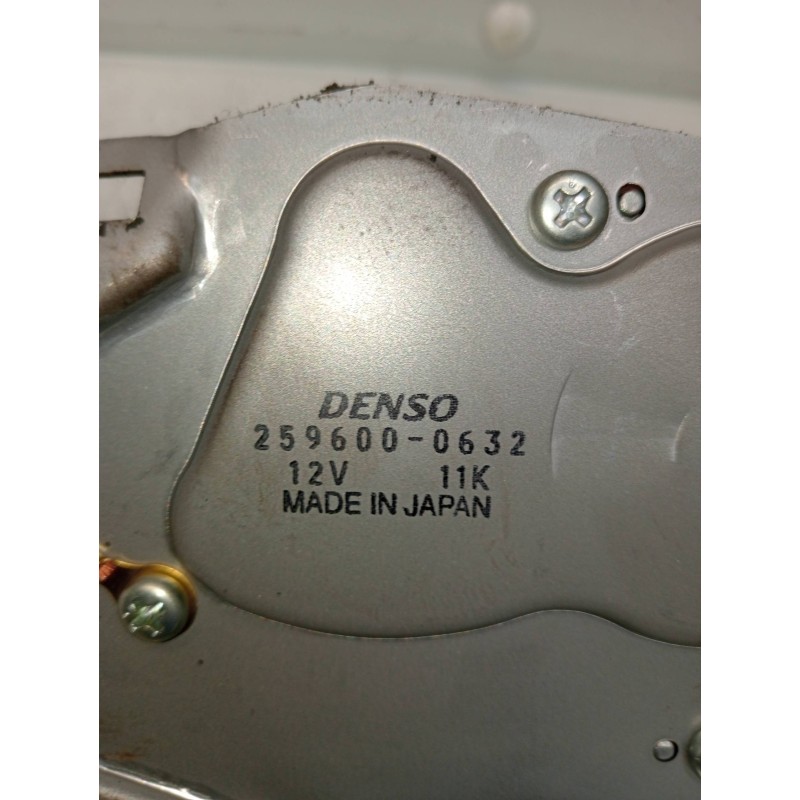 DENSO
259600-0632
12V 11K
MADE IN JAPAN